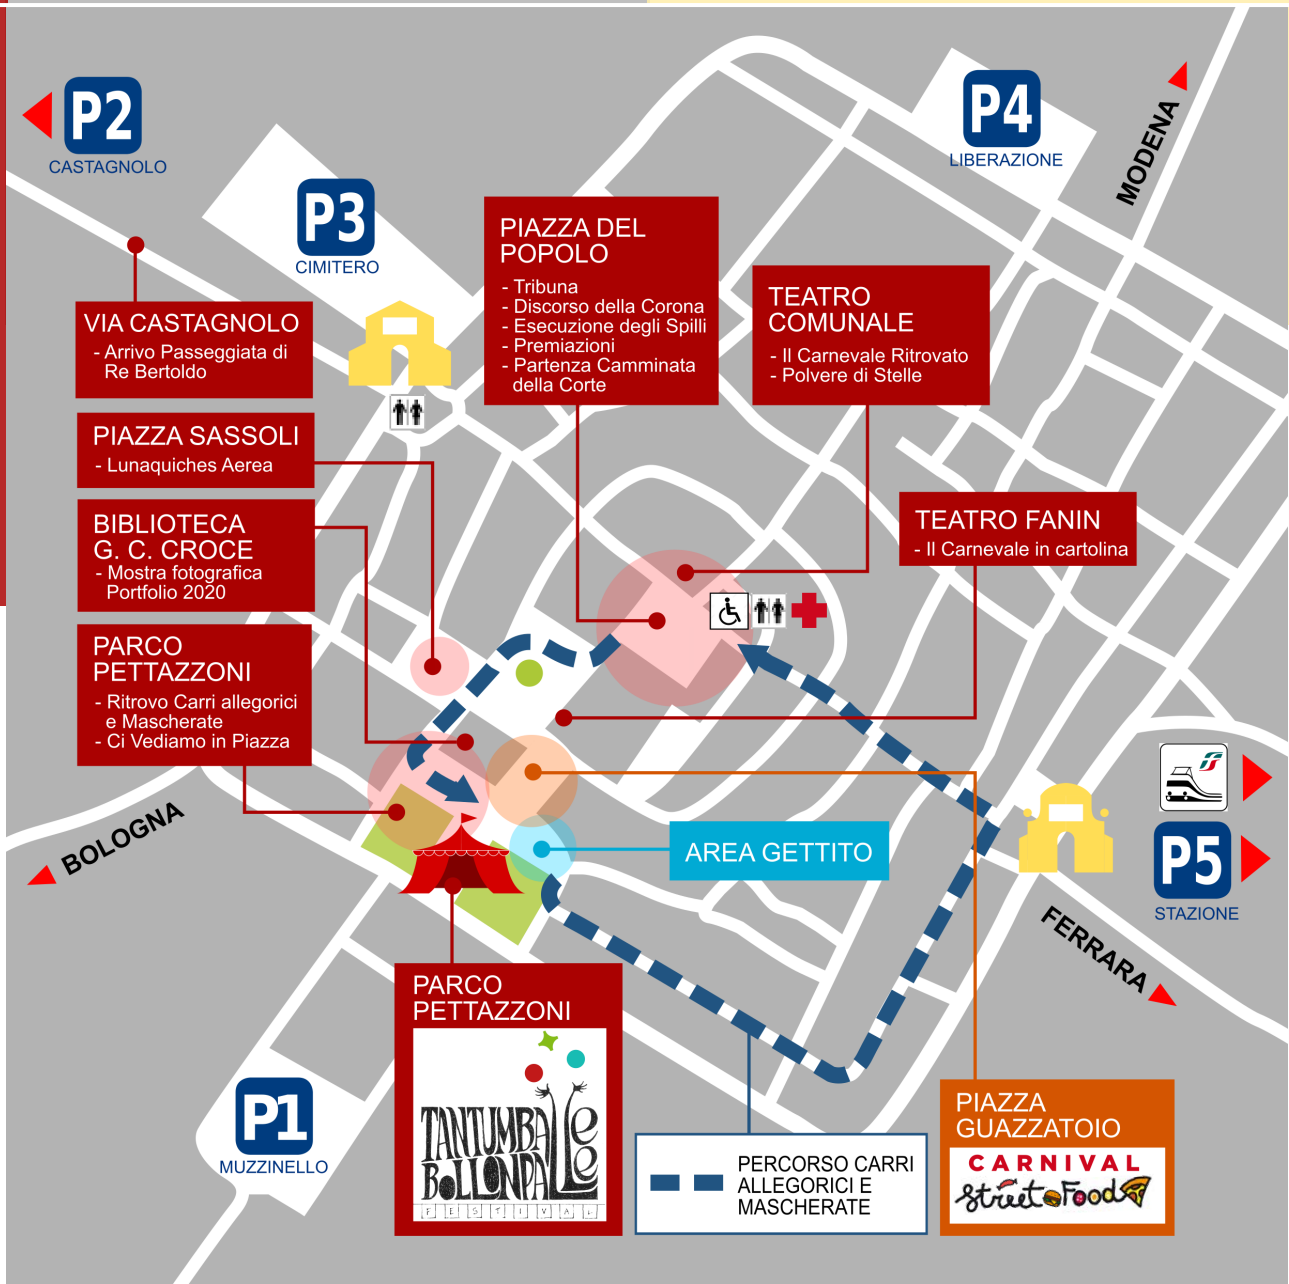 P2
CASTAGNOLO
P4
LIBERAZIONE
MODENA
P3
CIMITERO
PIAZZA DEL
POPOLO
- Tribuna
- Discorso della Corona
- Esecuzione degli Spilli
- Premiazioni
- Partenza Camminata
della Corte
TEATRO
COMUNALE
- Il Carnevale Ritrovato
- Polvere di Stelle
VIA CASTAGNOLO
- Arrivo Passeggiata di
Re Bertoldo
PIAZZA SASSOLI
- Lunaquiches Aerea
BIBLIOTECA
G. C. CROCE
- Mostra fotografica
Portfolio 2020
TEATRO FANIN
- Il Carnevale in cartolina
PARCO
PETTAZZONI
- Ritrovo Carri allegorici
e Mascherate
- Ci Vediamo in Piazza
BOLOGNA
AREA GETTITO
P5
STAZIONE
FERRARA
PARCO
PETTAZZONI
TANTUMBALLE
BOLLONPALLE
FESTIVAL
P1
MUZZINELLO
PERCORSO CARRI
ALLEGORICI E
MASCHERATE
PIAZZA
GUAZZATOIO
CARNIVAL
Street Food